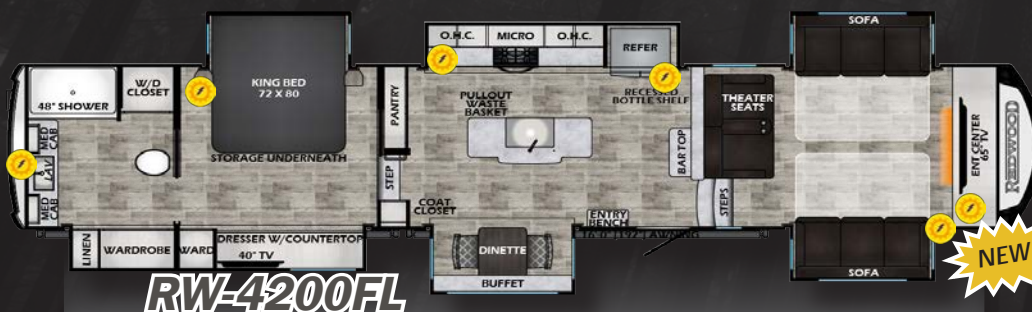 SOFA
O.H.C. MICRO O.H.C.
REFER
48" SHOWER
W/D
CLOSET
KING BED
72 X 80
STORAGE UNDERNEATH
PANTRY
PULLOUT
WASTE
BASKET
RECESSED
BOTTLE SHELF
THEATER
SEATS
BAR TOP
ENT CENTER
65" TV
REDWOOD
MED
CAB
LAV
MED
CAB
STEP
COAT
CLOSET
ENTRY
BENCH
STEPS
AWNING
LINEN
WARDROBE
WARD
DRESSER W/COUNTERTOP
40" TV
DINETTE
BUFFET
SOFA
NEW
RW-4200FL